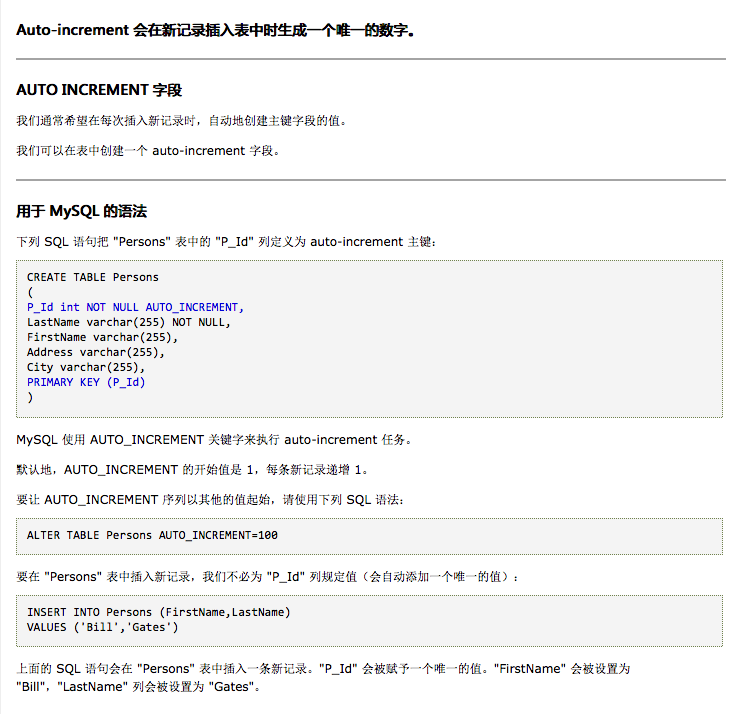 Auto-increment 会在新记录插入表中时生成一个唯一的数字。
AUTO INCREMENT 字段
我们通常希望在每次插入新记录时，自动地创建主键字段的值。
我们可以在表中创建一个 auto-increment 字段。
用于 MySQL 的语法
下列 SQL 语句把 "Persons" 表中的 "P_Id" 列定义为 auto-increment 主键：
CREATE TABLE Persons
(
P_Id int NOT NULL AUTO_INCREMENT,
LastName varchar(255) NOT NULL,
FirstName varchar(255),
Address varchar(255),
City varchar(255),
PRIMARY KEY (P_Id)
)
MySQL 使用 AUTO_INCREMENT 关键字来执行 auto-increment 任务。
默认地，AUTO_INCREMENT 的开始值是 1，每条新记录递增 1。
要让 AUTO_INCREMENT 序列以其他的值起始，请使用下列 SQL 语法：
ALTER TABLE Persons AUTO_INCREMENT=100
要在 "Persons" 表中插入新记录，我们不必为 "P_Id" 列规定值（会自动添加一个唯一的值）：
INSERT INTO Persons (FirstName,LastName)
VALUES ('Bill','Gates')
上面的 SQL 语句会在 "Persons" 表中插入一条新记录。"P_Id" 会被赋予一个唯一的值。"FirstName" 会被设置为
"Bill"，"LastName" 列会被设置为 "Gates"。